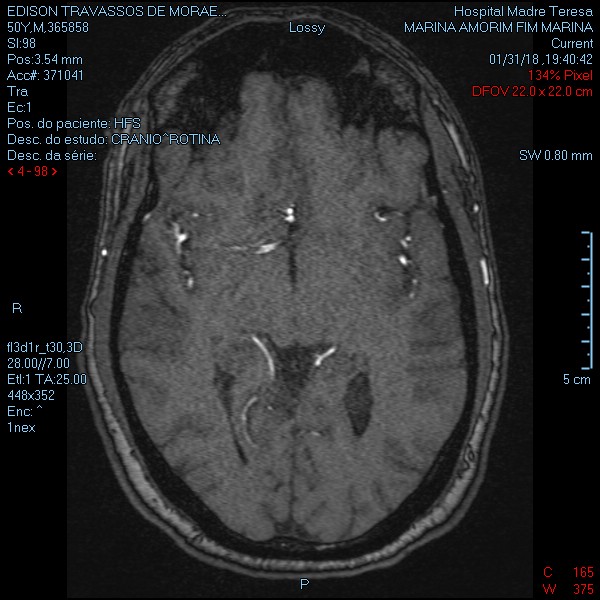 EDISON TRAVASSOS DE MORAE...
50Y,M,365858
Sl:98
Pos:3.54 mm
Acc#: 371041
Tra
Ec:1
Pos. do paciente: HFS
Desc. do estudo: CRANIO^ROTINA
Desc. da série:
< 4 - 98 >
Lossy
Hospital Madre Teresa
MARINA AMORIM FIM MARINA
Current
01/31/18 ,19:40:42
134% Pixel
DFOV 22.0 x 22.0 cm
SW 0.80 mm
R
5 cm
fl3d1r_t30,3D
28.00//7.00
Etl:1 TA:25.00
448x352
Enc: ^
1nex
P
C 165
W 375